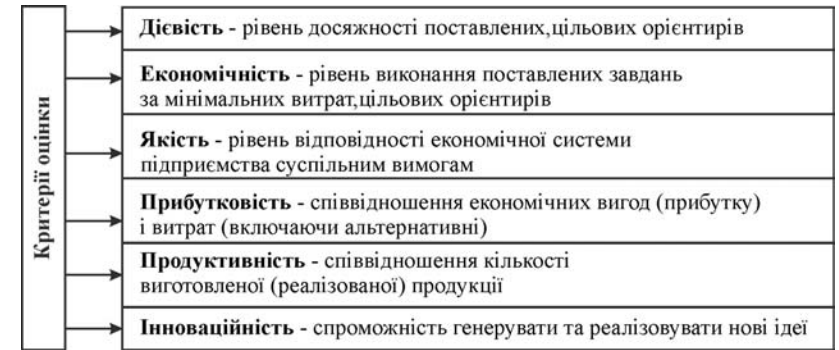 Критерії оцінки
Дієвість - рівень досяжності поставлених,цільових орієнтирів
Економічність - рівень виконання поставлених завдань
за мінімальних витрат,цільових орієнтирів
Якість - рівень відповідності економічної системи
підприємства суспільним вимогам
Прибутковість - співвідношення економічних вигод (прибутку)
і витрат (включаючи альтернативні)
Продуктивність - співвідношення кількості
виготовленої (реалізованої) продукції
Інноваційність - спроможність генерувати та реалізовувати нові ідеї